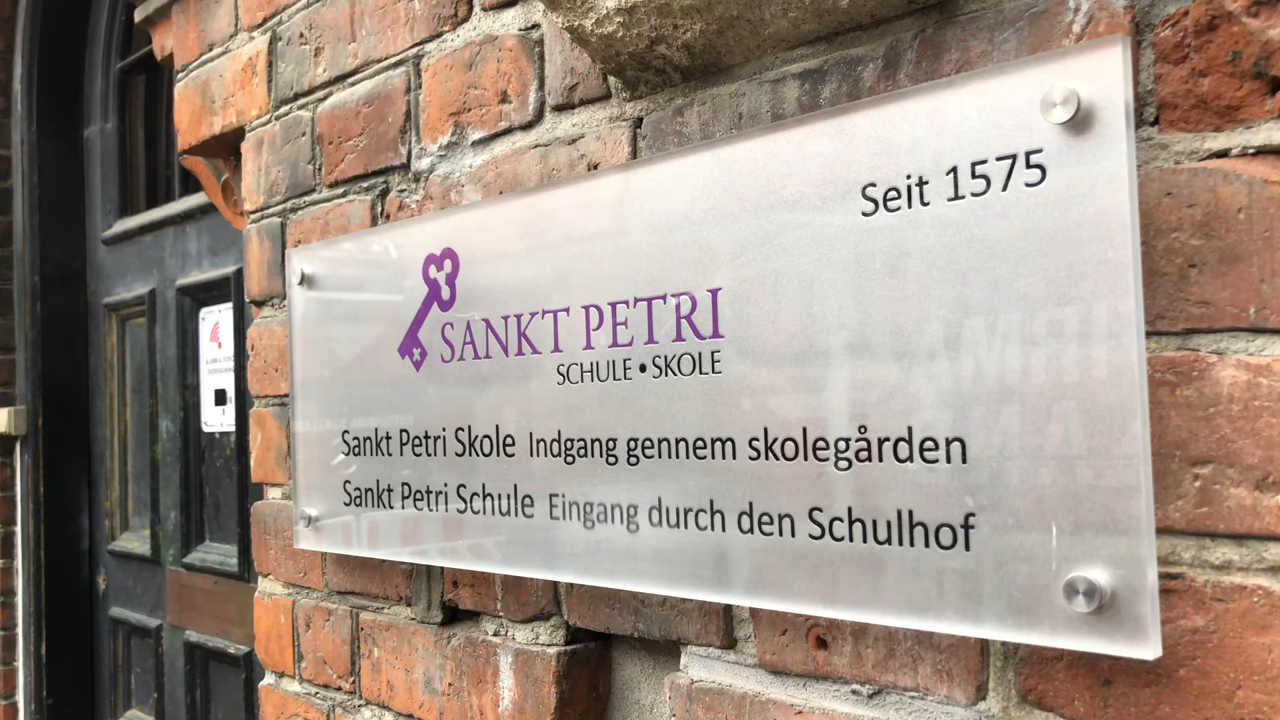 Seit 1575
SANKT PETRI
SCHULE • SKOLE
Sankt Petri Skole Indgang gennem skolegården
Sankt Petri Schule Eingang durch den Schulhof